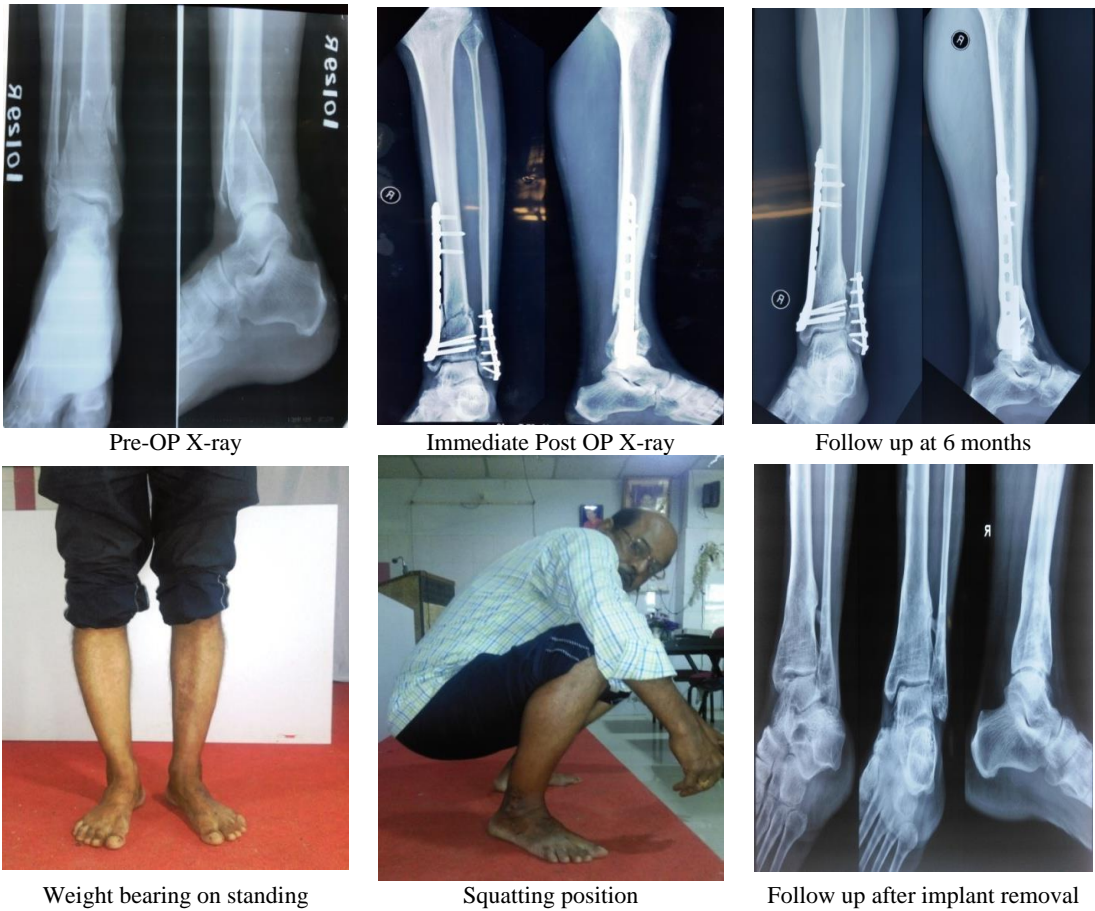 Pre-OP X-ray
R
R
Immediate Post OP X-ray
R
R
Follow up at 6 months
Weight bearing on standing
Squatting position
R
Follow up after implant removal